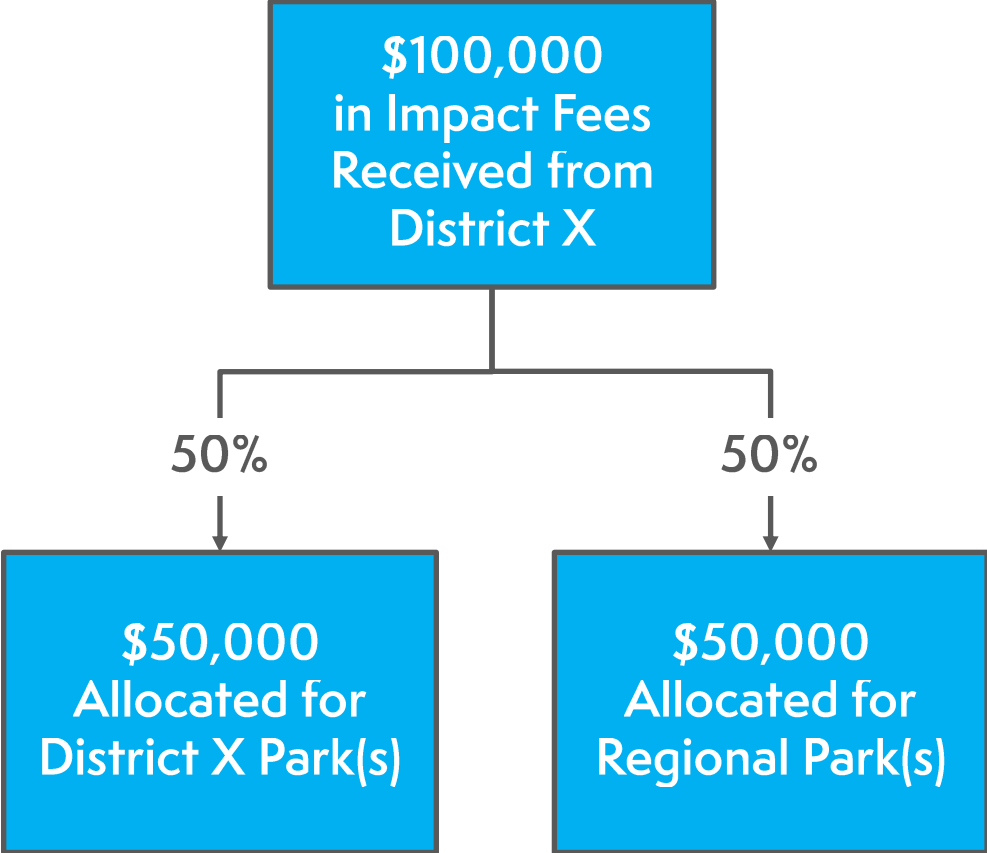 $100,000
in Impact Fees
Received from
District X
50%
50%
$50,000
Allocated for
District X Park(s)
$50,000
Allocated for
Regional Park(s)